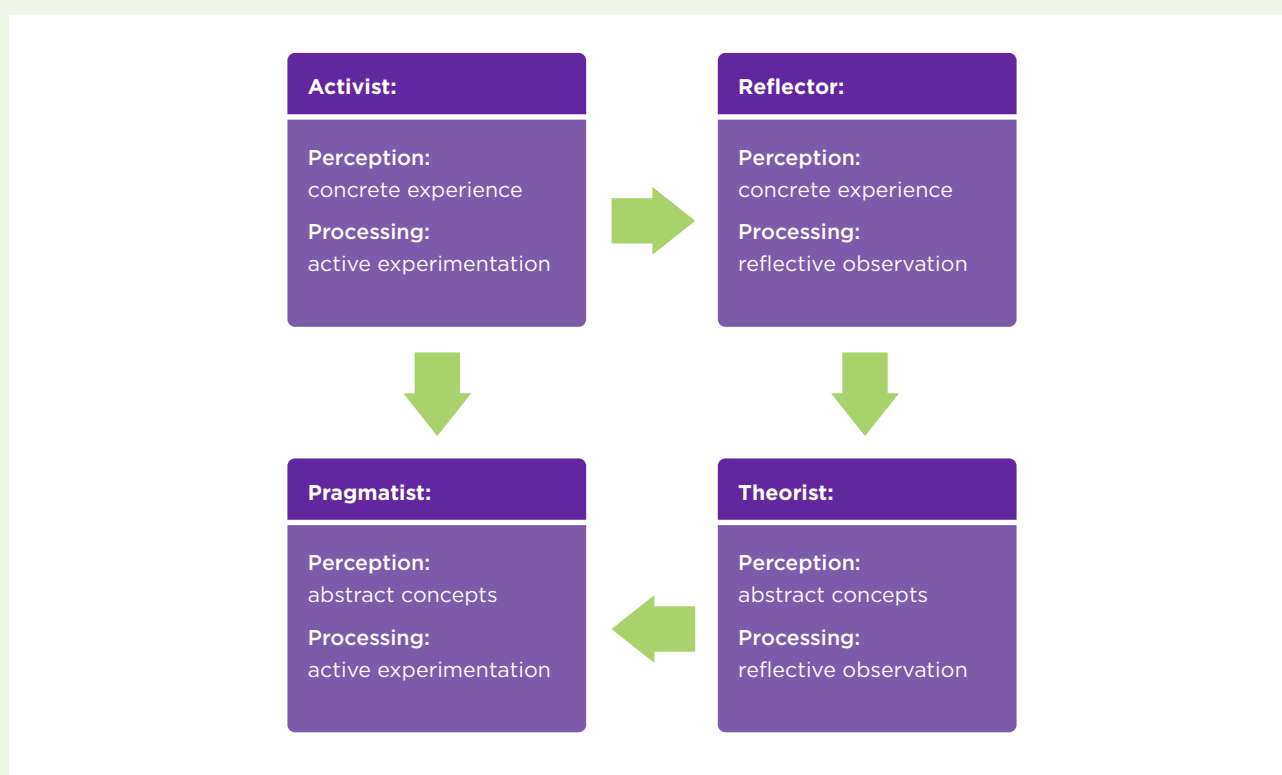 Activist:
Perception:
concrete experience
Processing:
active experimentation
Reflector:
Perception:
concrete experience
Processing:
reflective observation
Pragmatist:
Perception:
abstract concepts
Processing:
active experimentation
Theorist:
Perception:
abstract concepts
Processing:
reflective observation